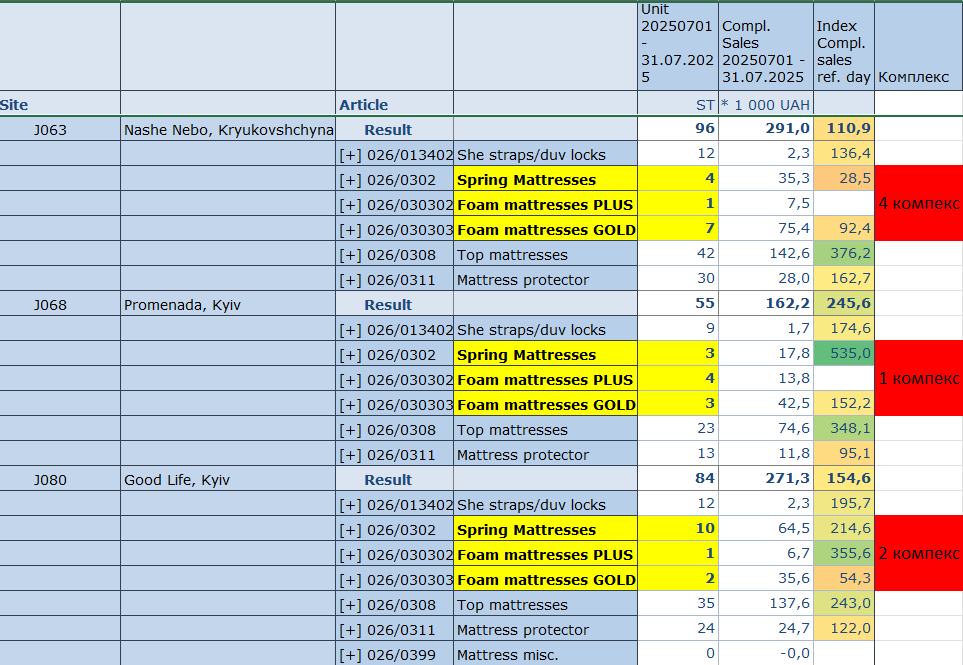 Unit
20250701
-
31.07.202
5
Compl.
Sales
20250701 -
31.07.2025
Index
Compl.
sales
ref. day
Комплекс
Site Article ST * 1 000 UAH
J063 Nashe Nebo, Kryukovshchyna Result 96 291,0 110,9
[+] 026/013402 She straps/duv locks 12 2,3 136,4
[+] 026/0302 Spring Mattresses 4 35,3 28,5
[+] 026/030302 Foam mattresses PLUS 1 7,5 4 компекс
[+] 026/030303 Foam mattresses GOLD 7 75,4 92,4
[+] 026/0308 Top mattresses 42 142,6 376,2
[+] 026/0311 Mattress protector 30 28,0 162,7
J068 Promenada, Kyiv Result 55 162,2 245,6
[+] 026/013402 She straps/duv locks 9 1,7 174,6
[+] 026/0302 Spring Mattresses 3 17,8 535,0
[+] 026/030302 Foam mattresses PLUS 4 13,8 1 компекс
[+] 026/030303 Foam mattresses GOLD 3 42,5 152,2
[+] 026/0308 Top mattresses 23 74,6 348,1
[+] 026/0311 Mattress protector 13 11,8 95,1
J080 Good Life, Kyiv Result 84 271,3 154,6
[+] 026/013402 She straps/duv locks 12 2,3 195,7
[+] 026/0302 Spring Mattresses 10 64,5 214,6
[+] 026/030302 Foam mattresses PLUS 1 6,7 355,6 2 компекс
[+] 026/030303 Foam mattresses GOLD 2 35,6 54,3
[+] 026/0308 Top mattresses 35 137,6 243,0
[+] 026/0311 Mattress protector 24 24,7 122,0
[+] 026/0399 Mattress misc. 0 -0,0